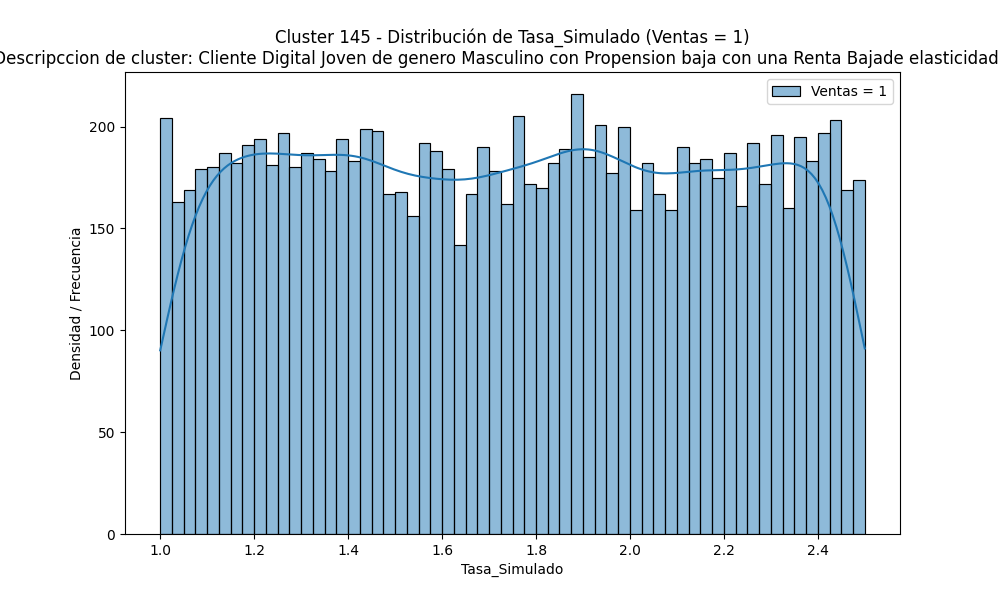 Cluster 145 - Distribución de Tasa_Simulado (Ventas = 1)
Descripccion de cluster: Cliente Digital Joven de genero Masculino con Propension baja con una Renta Bajade elasticidad
Ventas = 1
Densidad / Frecuencia
200
150
100
50
0
1.0 1.2 1.4 1.6 1.8 2.0 2.2 2.4
Tasa_Simulado